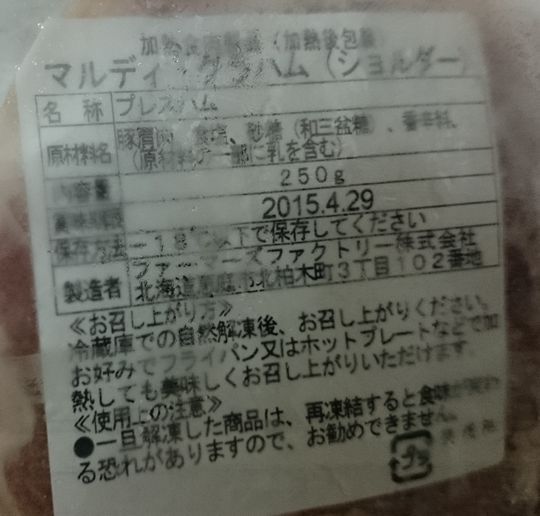 加熱食肉製品（加熱後包装）
マルディ ハム（ショルダー）
名 称 プレスハム
原材料名 豚肩肉、食塩、砂糖（和三盆糖）、香辛料、
（原材料の一部に乳を含む）
内容量 250g
賞味期限 2015.4.29
保存方法 －18℃以下で保存してください
製造者 ファーマーズファクトリー株式会社
北海道恵庭市北柏木町3丁目102番地
≪お召し上がり方≫
冷蔵庫での自然解凍後、お召し上がりください。
お好みでフライパン又はホットプレートなどで加
熱しても美味しくお召し上がりいただけます。
≪使用上の注意≫
●一旦解凍した商品は、再凍結すると食味
る恐れがありますので、お勧めできません。
プラ